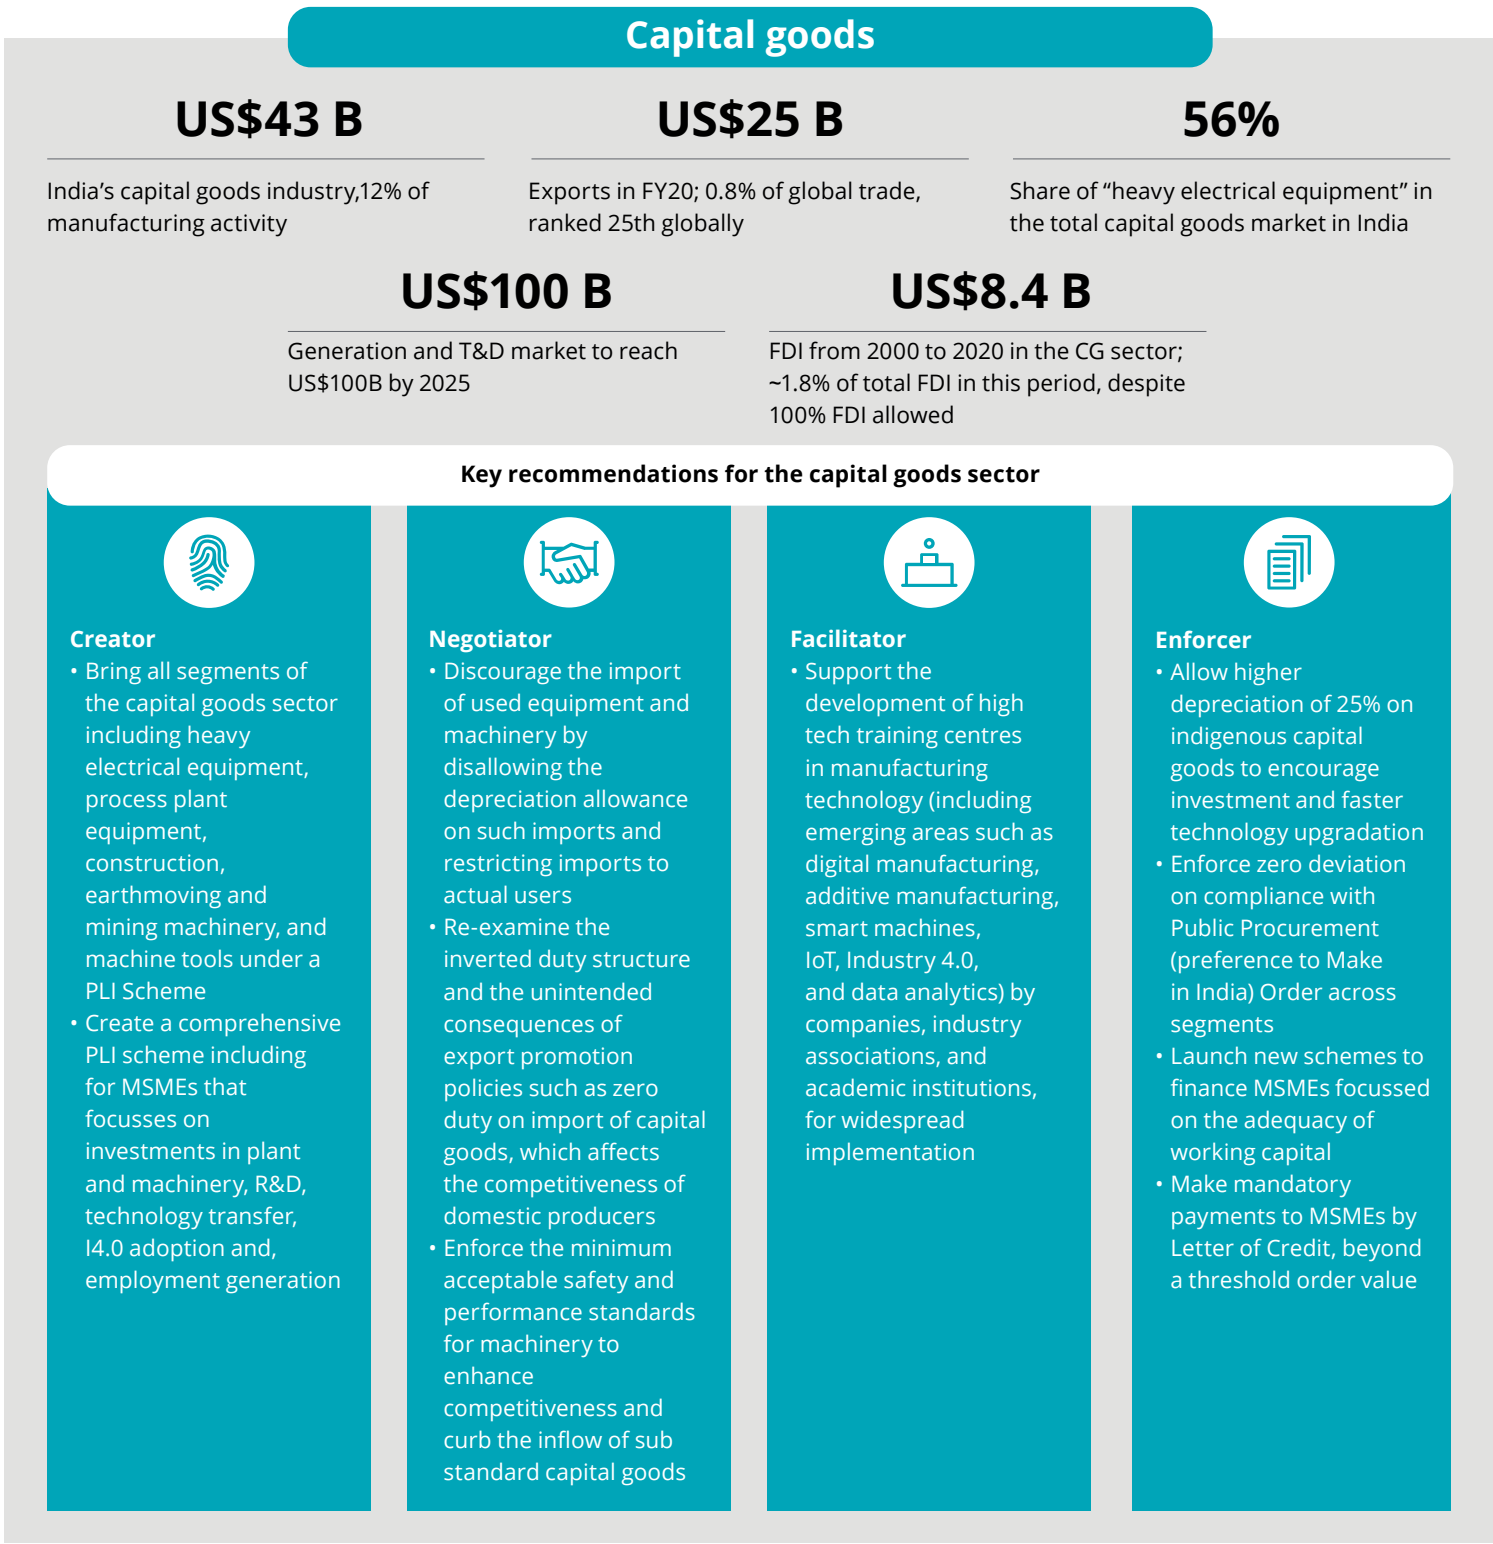 Capital goods
US$43 B
India’s capital goods industry,12% of
manufacturing activity
US$25 B
Exports in FY20; 0.8% of global trade,
ranked 25th globally
56%
Share of “heavy electrical equipment” in
the total capital goods market in India
US$100 B
Generation and T&D market to reach
US$100B by 2025
US$8.4 B
FDI from 2000 to 2020 in the CG sector;
~1.8% of total FDI in this period, despite
100% FDI allowed
Key recommendations for the capital goods sector
Creator
• Bring all segments of
the capital goods sector
including heavy
electrical equipment,
process plant
equipment,
construction,
earthmoving and
mining machinery, and
machine tools under a
PLI Scheme
• Create a comprehensive
PLI scheme including
for MSMEs that
focusses on
investments in plant
and machinery, R&D,
technology transfer,
I4.0 adoption and,
employment generation
Negotiator
• Discourage the import
of used equipment and
machinery by
disallowing the
depreciation allowance
on such imports and
restricting imports to
actual users
• Re-examine the
inverted duty structure
and the unintended
consequences of
export promotion
policies such as zero
duty on import of capital
goods, which affects
the competitiveness of
domestic producers
• Enforce the minimum
acceptable safety and
performance standards
for machinery to
enhance
competitiveness and
curb the inflow of sub
standard capital goods
Facilitator
• Support the
development of high
tech training centres
in manufacturing
technology (including
emerging areas such as
digital manufacturing,
additive manufacturing,
smart machines,
IoT, Industry 4.0,
and data analytics) by
companies, industry
associations, and
academic institutions,
for widespread
implementation
Enforcer
• Allow higher
depreciation of 25% on
indigenous capital
goods to encourage
investment and faster
technology upgradation
• Enforce zero deviation
on compliance with
Public Procurement
(preference to Make
in India) Order across
segments
• Launch new schemes to
finance MSMEs focussed
on the adequacy of
working capital
• Make mandatory
payments to MSMEs by
Letter of Credit, beyond
a threshold order value